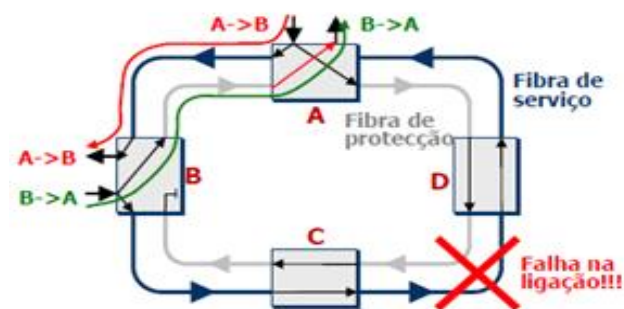 A->B
B->A
Fibra de
serviço
A
Fibra de
protecção
A->B
B
D
B->A
C
Falha na
ligação!!!